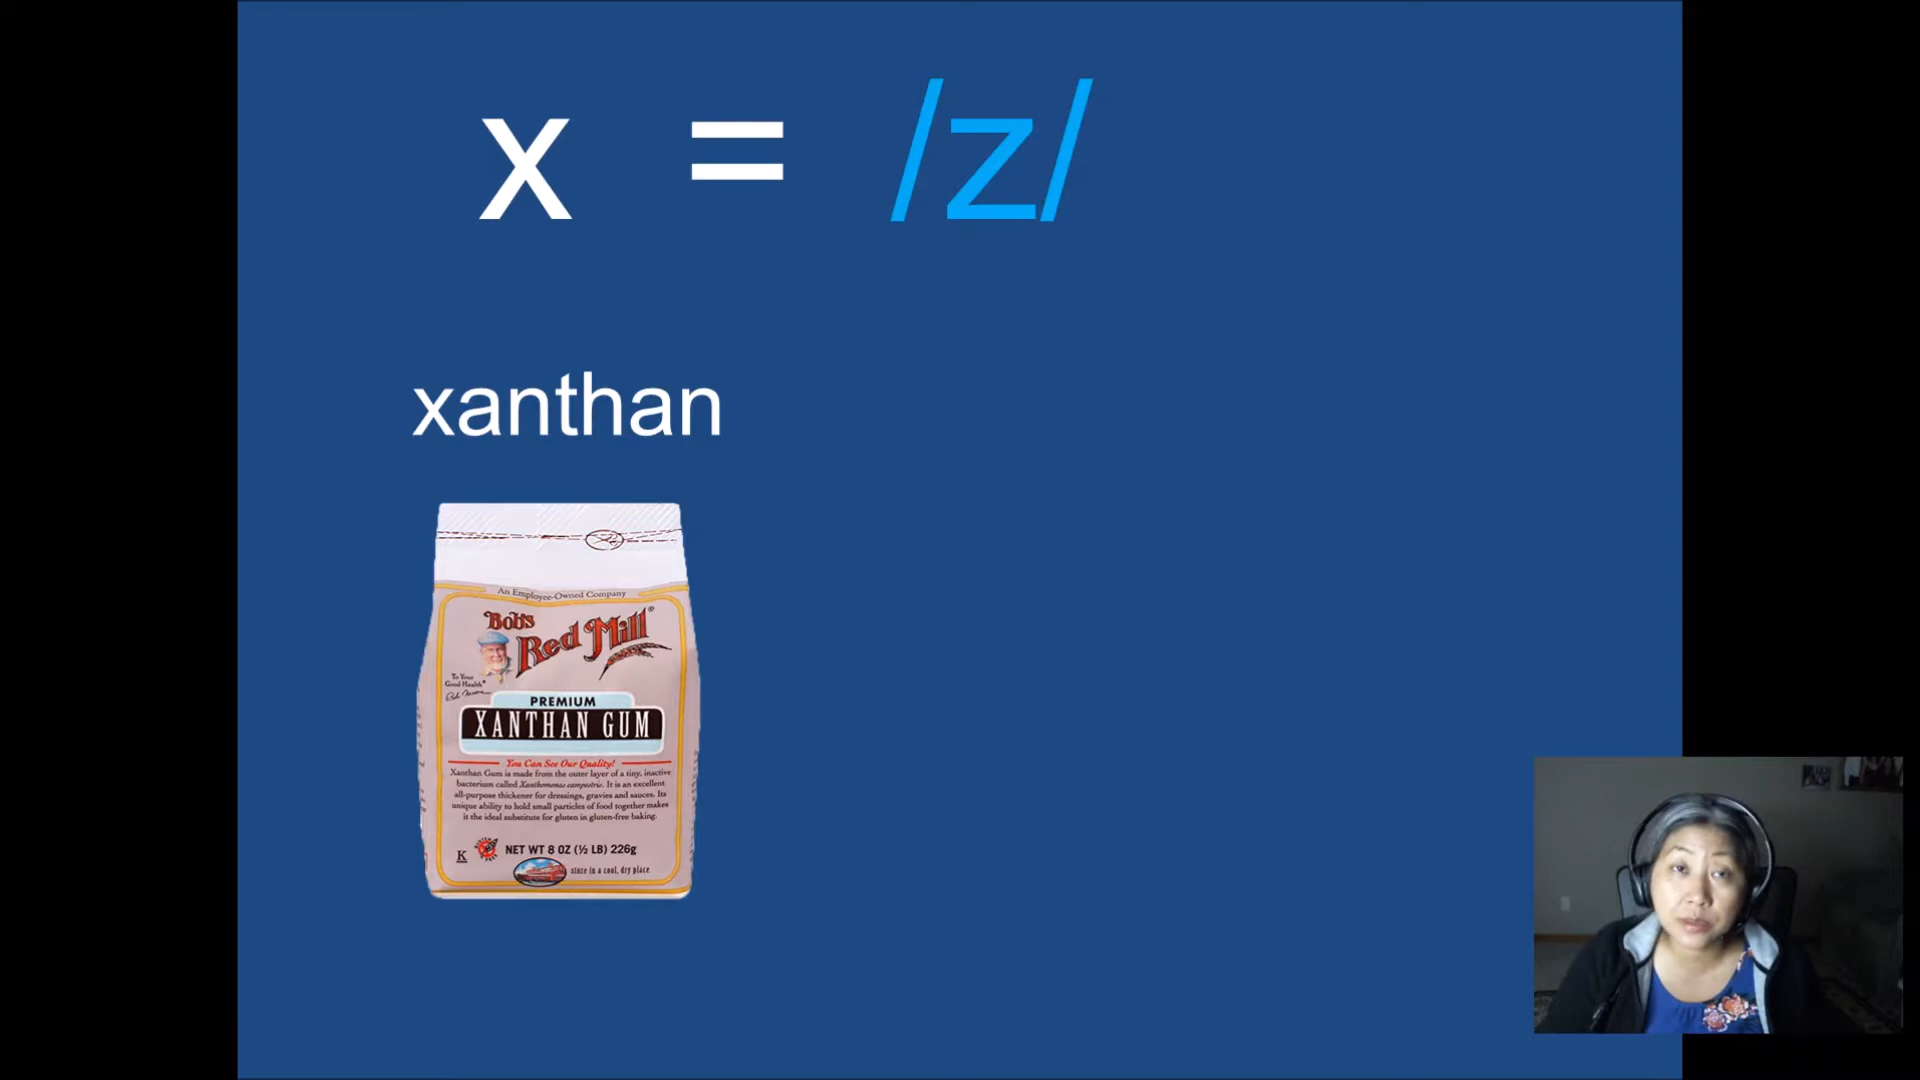 x = /z/
xanthan
An Employee-Owned Company
Bob's
Red Mill®
To Your
Good Health"
PREMIUM
XANTHAN GUM
You Can See Our Quality!
Xanthan Gum is made from the outer layer of a tiny, inactive
bacterium called Xanthomonas campestris. It is an excellent
all-purpose thickener for dressings, gravies and sauces. Its
unique ability to hold small particles of food together makes
it the ideal substitute for gluten in gluten-free baking.
K
NET WT 8 OZ (½ LB) 226g
store in a cool, dry place